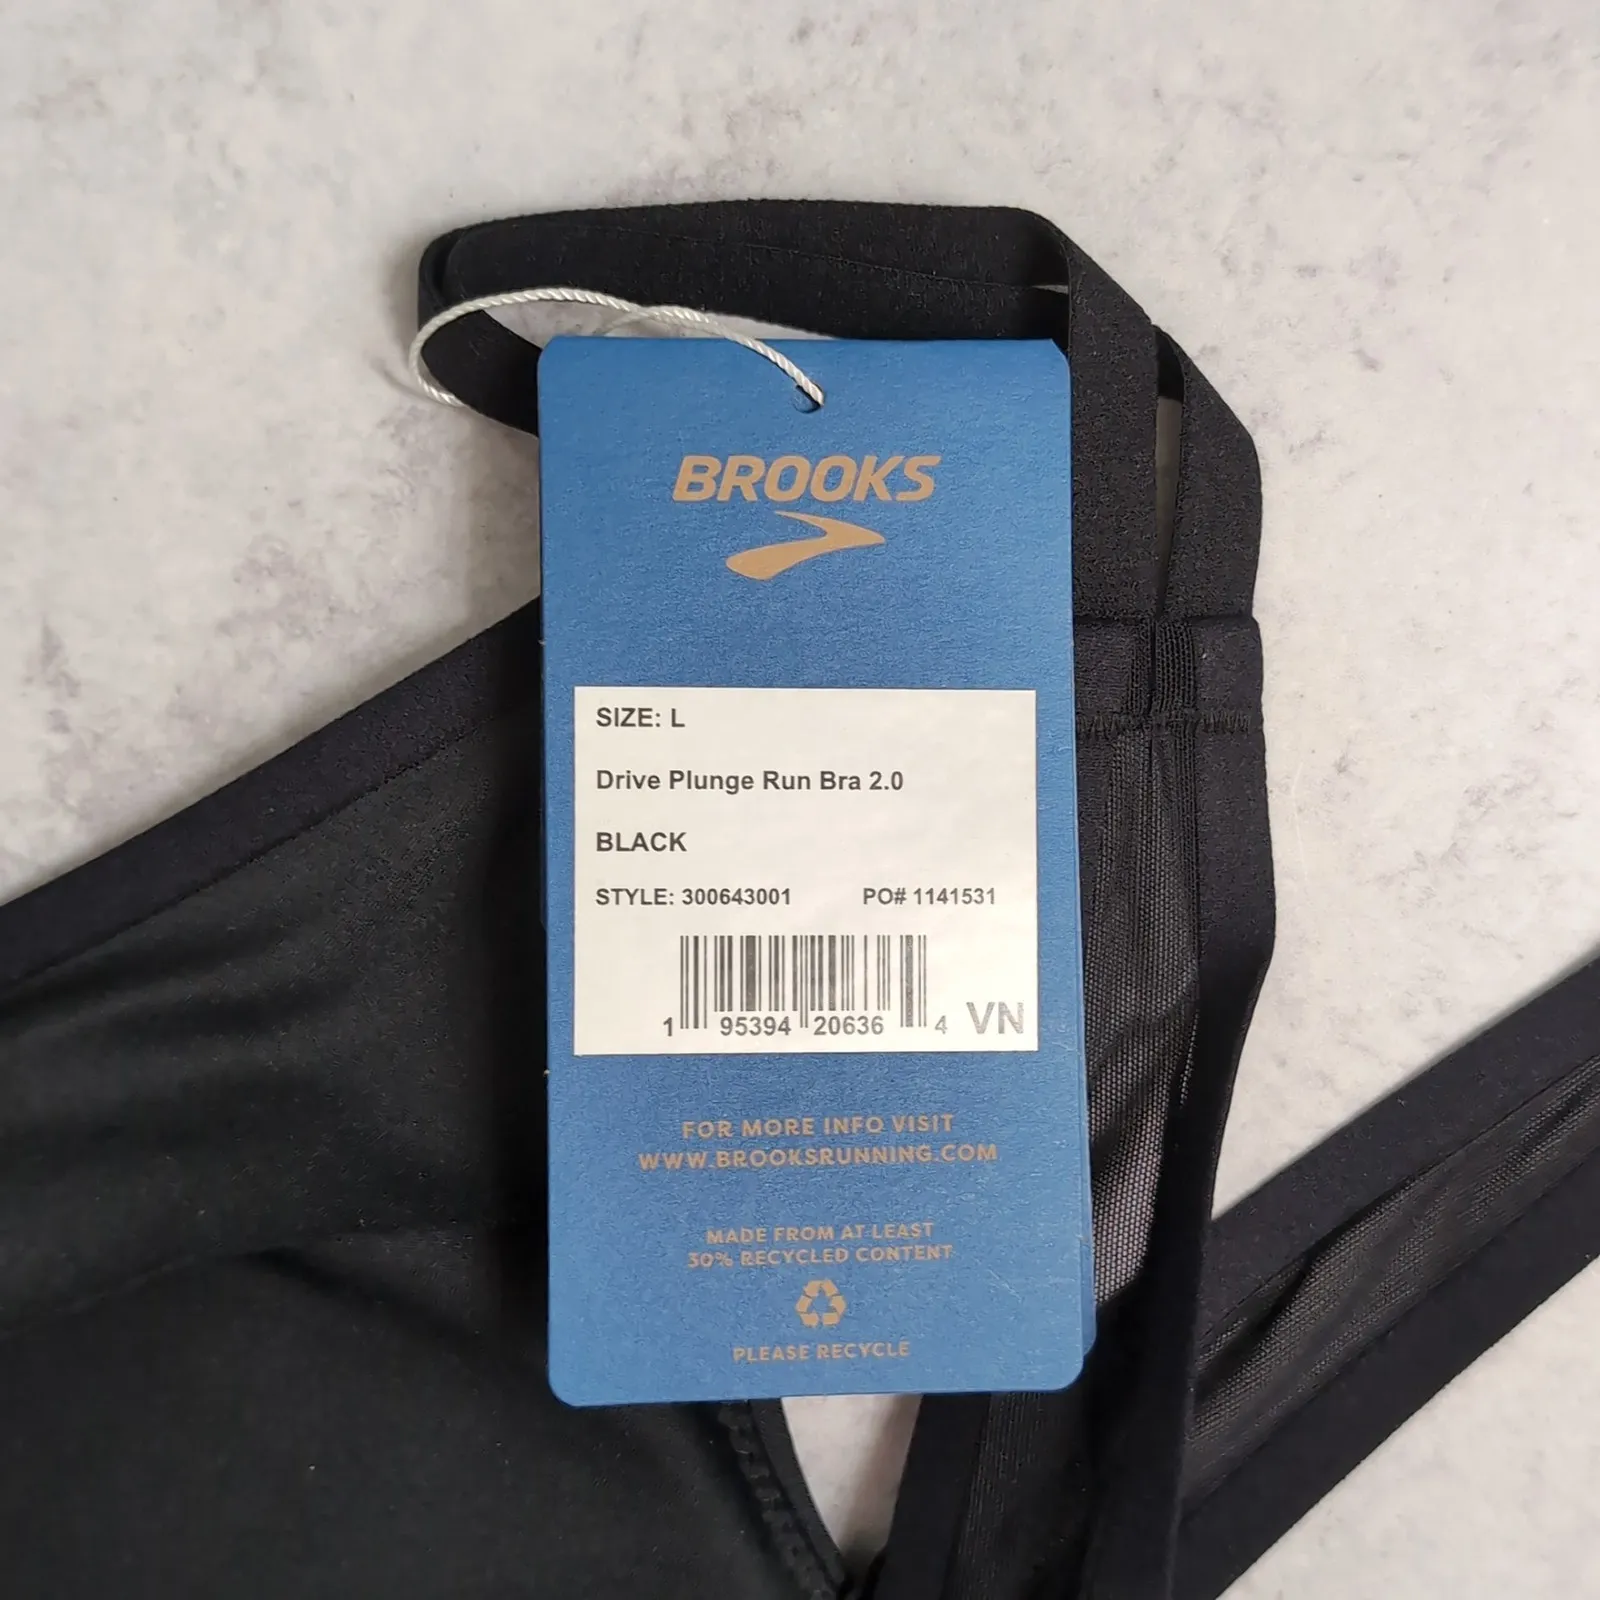 BROOKS
SIZE: L
Drive Plunge Run Bra 2.0
BLACK
STYLE: 300643001 PO# 1141531
1 95394 20636 4 VN
FOR MORE INFO VISIT
WWW.BROOKSRUNNING.COM
MADE FROM AT LEAST
30% RECYCLED CONTENT
PLEASE RECYCLE